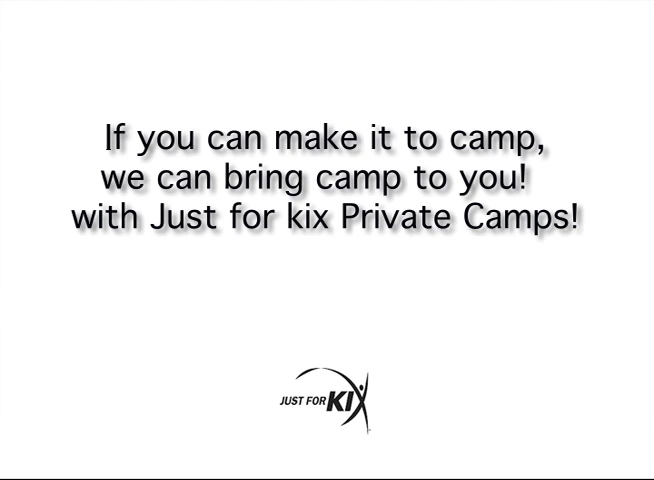 If you can make it to camp,
we can bring camp to you!
with Just for kix Private Camps!
JUST FOR KIX